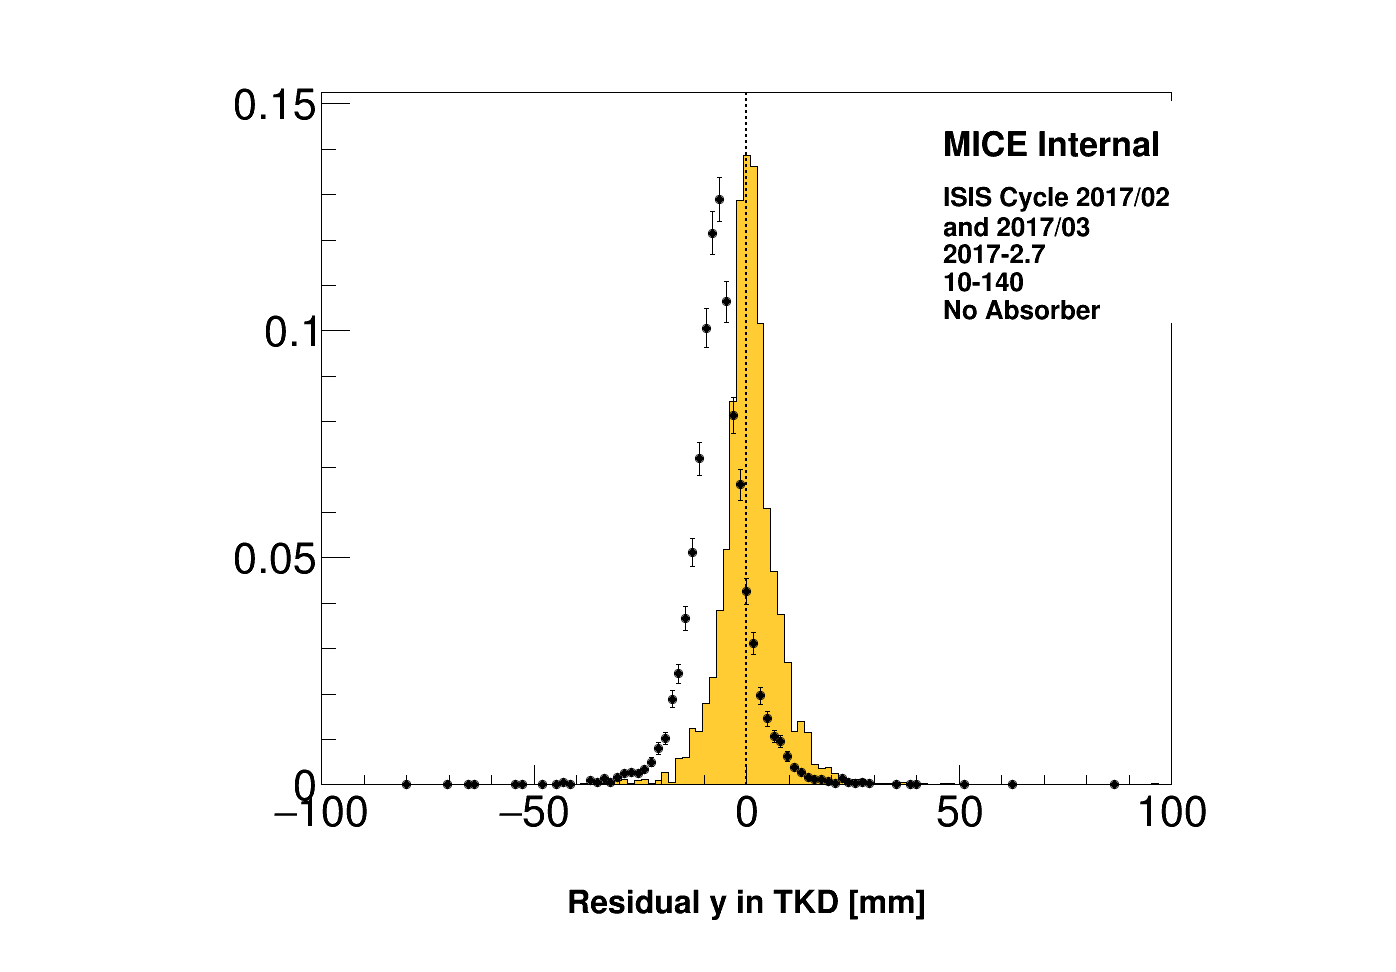 0.15
MICE Internal
ISIS Cycle 2017/02
and 2017/03
2017-2.7
10-140
No Absorber
0.1
0.05
0
−100 −50 0 50 100
Residual y in TKD [mm]